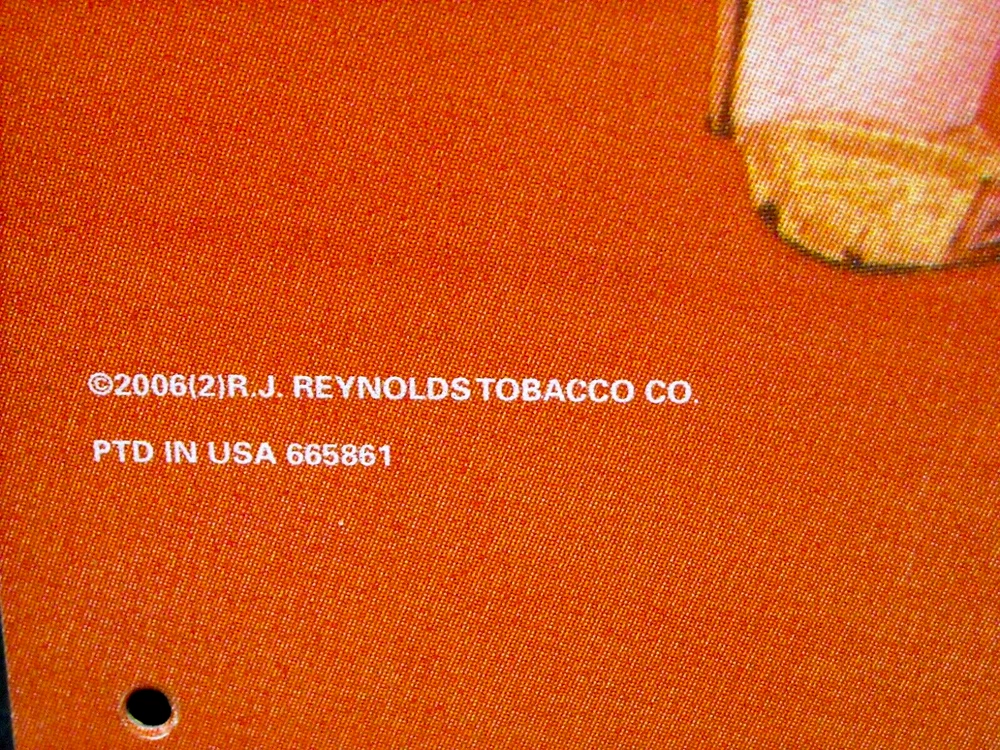 ©2006(2)R.J. REYNOLDS TOBACCO CO.
PTD IN USA 665861